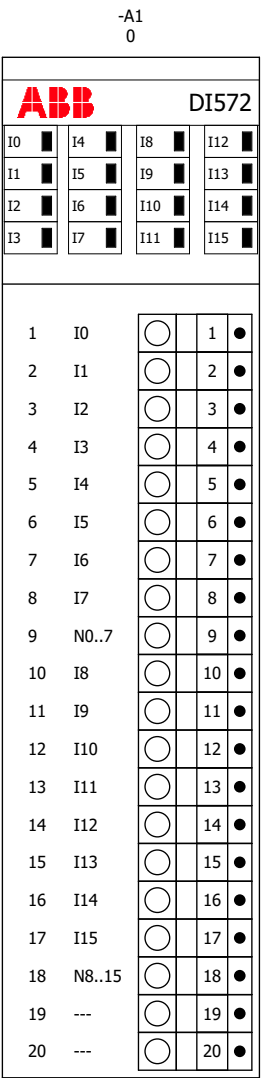 -A1
0
ABB DI572
I0 I4 I8 I12
I1 I5 I9 I13
I2 I6 I10 I14
I3 I7 I11 I15
1 I0 1
2 I1 2
3 I2 3
4 I3 4
5 I4 5
6 I5 6
7 I6 7
8 I7 8
9 N0..7 9
10 I8 10
11 I9 11
12 I10 12
13 I11 13
14 I12 14
15 I13 15
16 I14 16
17 I15 17
18 N8..15 18
19 --- 19
20 --- 20